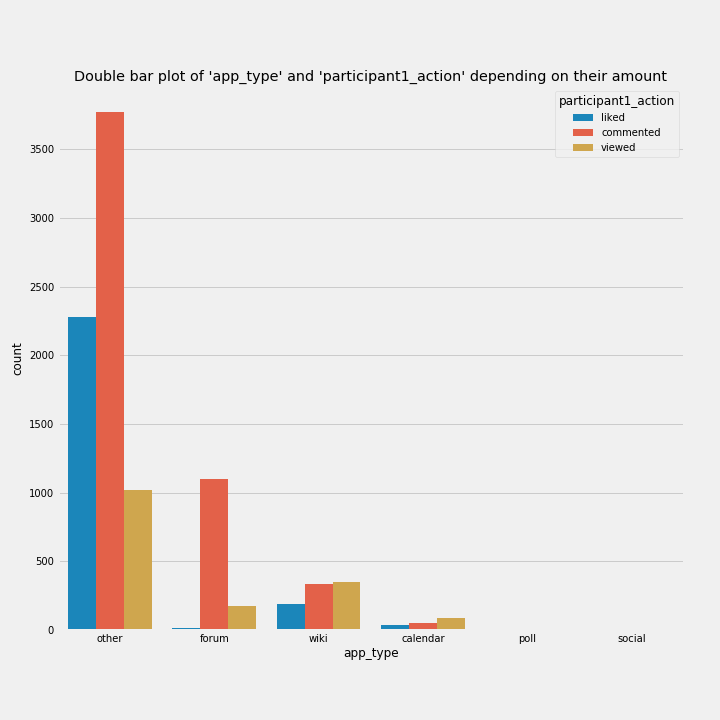 Double bar plot of 'app_type' and 'participant1_action' depending on their amount
participant1_action
liked
commented
viewed
count
3500
3000
2500
2000
1500
1000
500
0
other forum wiki calendar poll social
app_type